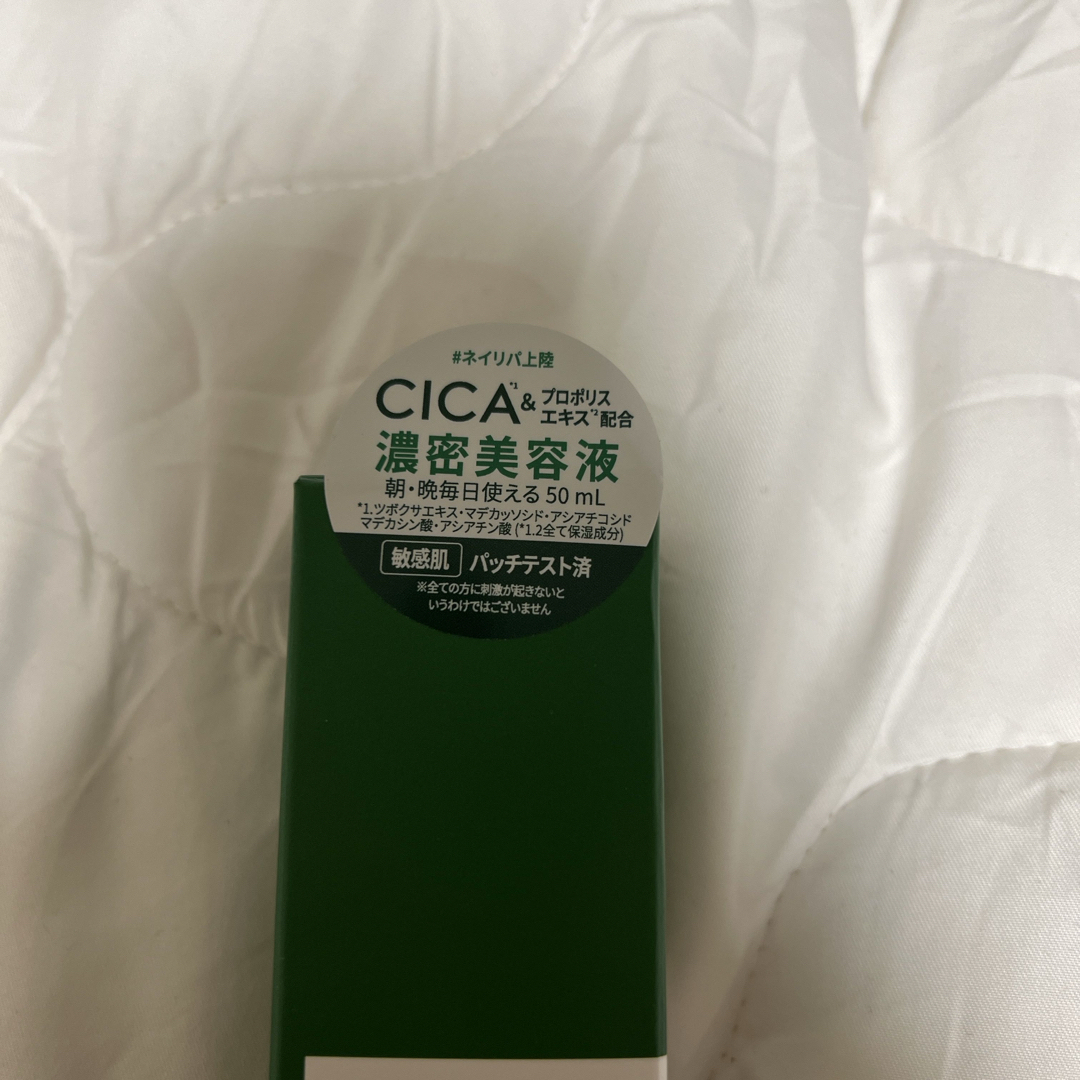 #ネイリパ上陸
CICA*1&プロポリス
エキス*2配合
濃密美容液
朝・晩毎日使える 50 mL
*1.ツボクサエキス・マデカッソシド・アシアチコシド
マデカシン酸・アシアチン酸 (*1.2全て保湿成分)
敏感肌 パッチテスト済
※全ての方に刺激が起きないと
いうわけではございません